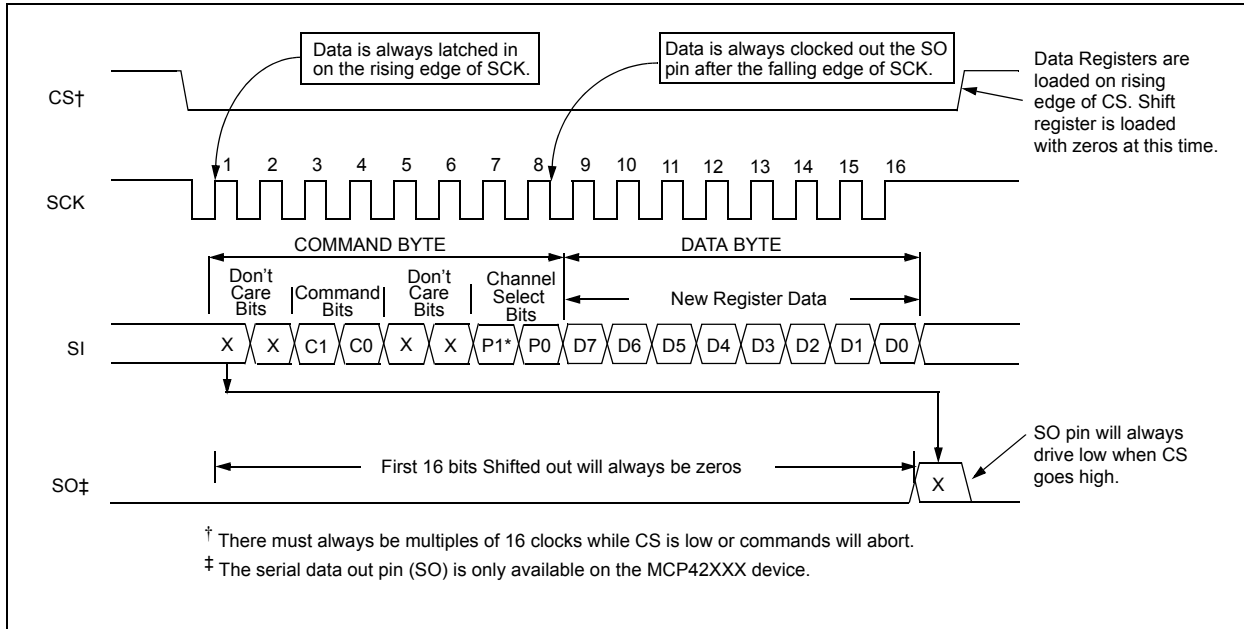 Data is always latched in
on the rising edge of SCK.
Data is always clocked out the SO
pin after the falling edge of SCK.
Data Registers are
loaded on rising
edge of CS. Shift
register is loaded
with zeros at this time.
CS†
1 2 3 4 5 6 7 8 9 10 11 12 13 14 15 16
SCK
COMMAND BYTE
DATA BYTE
Don't
Care
Bits
Command
Bits
Don't
Care
Bits
Channel
Select
Bits
New Register Data
SI
X X C1 C0 X X P1* P0 D7 D6 D5 D4 D3 D2 D1 D0
First 16 bits Shifted out will always be zeros
SO‡
X
SO pin will always
drive low when CS
goes high.
† There must always be multiples of 16 clocks while CS is low or commands will abort.
‡ The serial data out pin (SO) is only available on the MCP42XXX device.